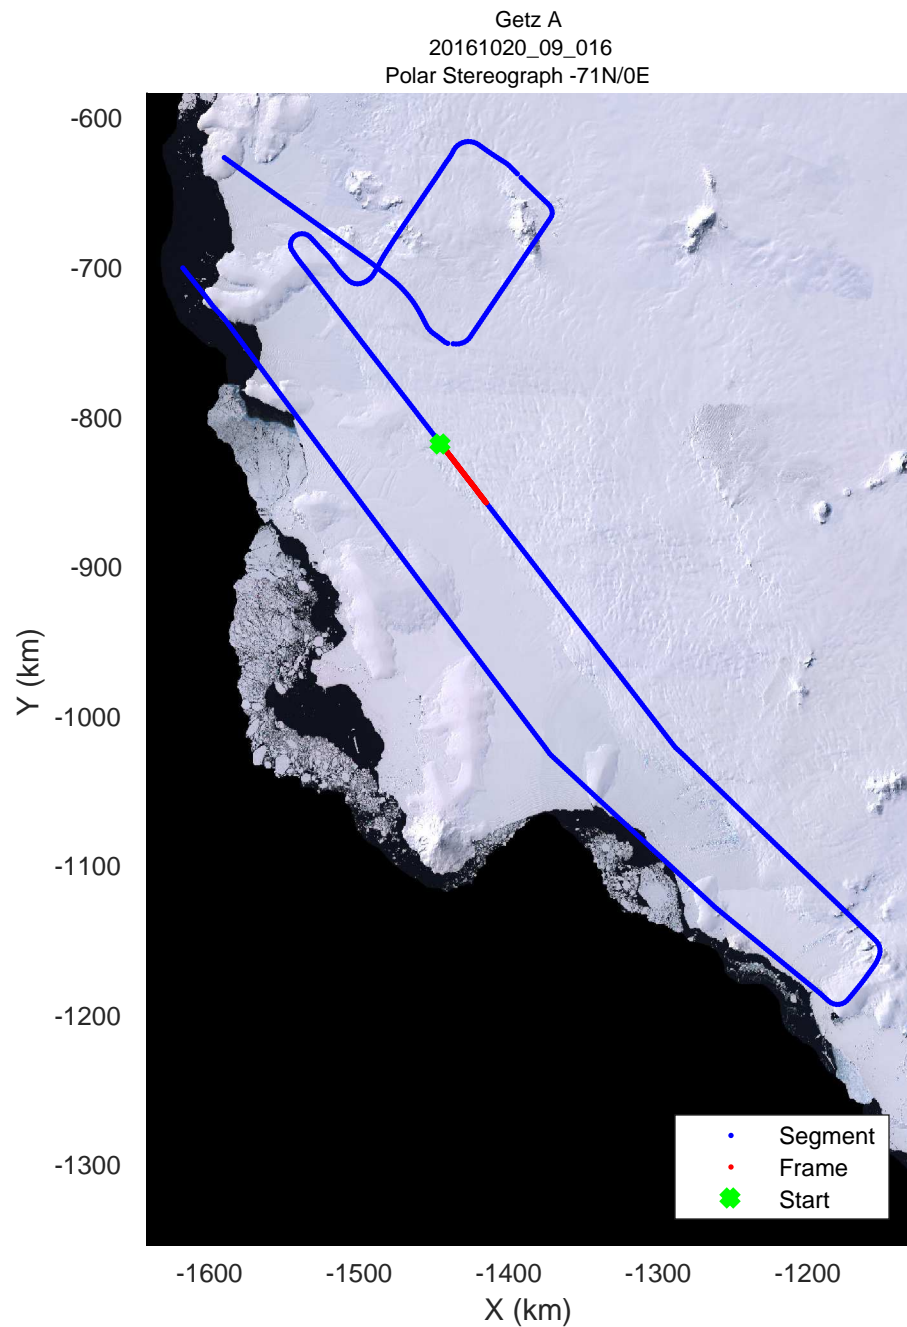 Getz A
20161020_09_016
Polar Stereograph -71N/0E
-600
-700
-800
-900
-1000
-1100
-1200
-1300
Y (km)
Segment
Frame
Start
-1600
-1500
-1400
-1300
-1200
X (km)